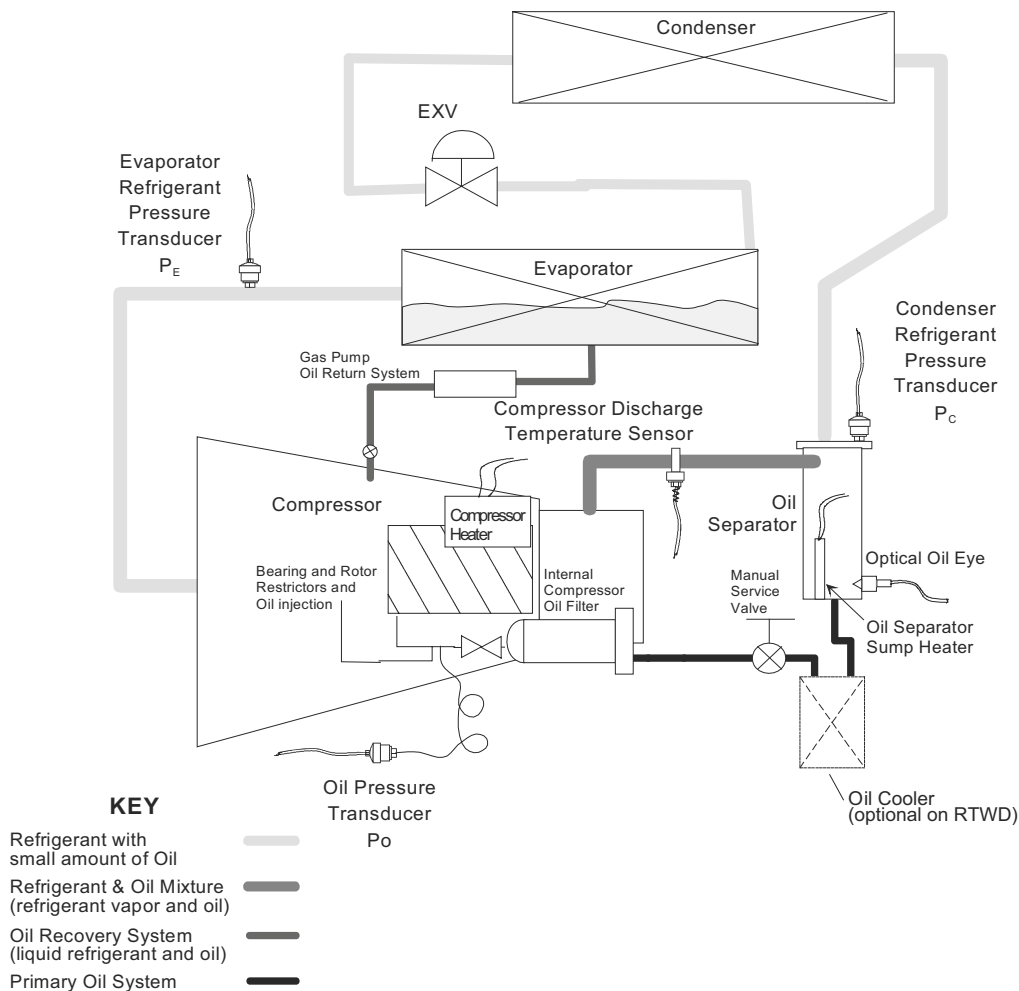 Condenser
EXV
Evaporator
Refrigerant
Pressure
Transducer
PE
Evaporator
Condenser
Refrigerant
Pressure
Transducer
PC
Gas Pump
Oil Return System
Compressor Discharge
Temperature Sensor
Compressor
Compressor
Heater
Oil
Separator
Optical Oil Eye
Bearing and Rotor
Restrictors and
Oil injection
Internal
Compressor
Oil Filter
Manual
Service
Valve
Oil Separator
Sump Heater
Oil Pressure
Transducer
Po
Oil Cooler
(optional on RTWD)
KEY
Refrigerant with
small amount of Oil
Refrigerant & Oil Mixture
(refrigerant vapor and oil)
Oil Recovery System
(liquid refrigerant and oil)
Primary Oil System